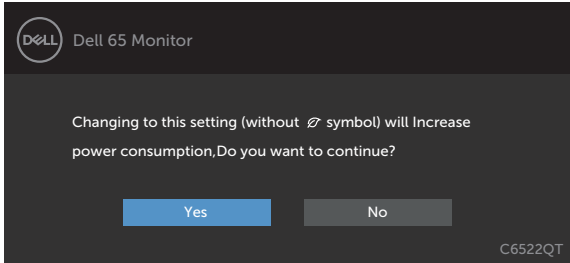 DELL Dell 65 Monitor
Changing to this setting (without symbol) will Increase
power consumption,Do you want to continue?
Yes No
C6522QT